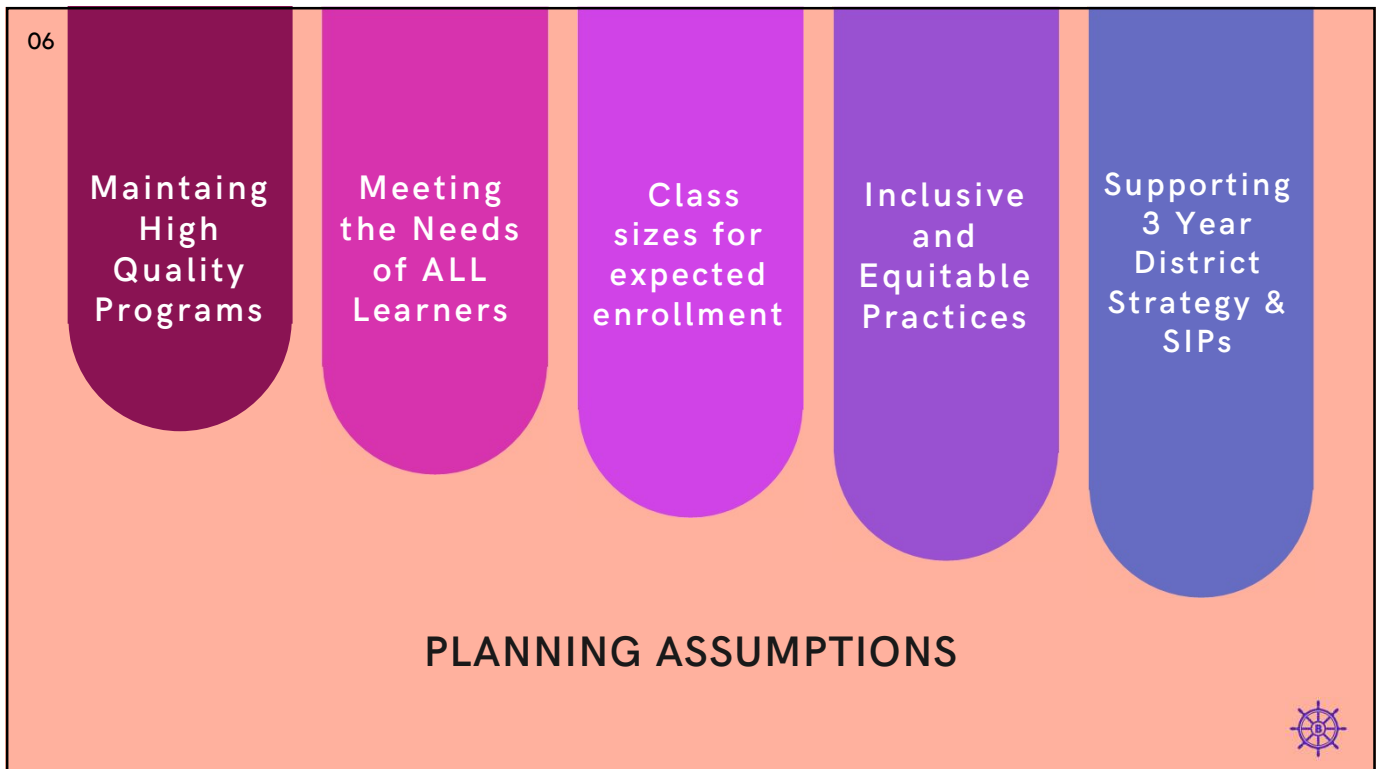 06
Maintaing
High
Quality
Programs
Meeting
the Needs
of ALL
Learners
Class
sizes for
expected
enrollment
Inclusive
and
Equitable
Practices
Supporting
3 Year
District
Strategy &
SIPs
PLANNING ASSUMPTIONS
B